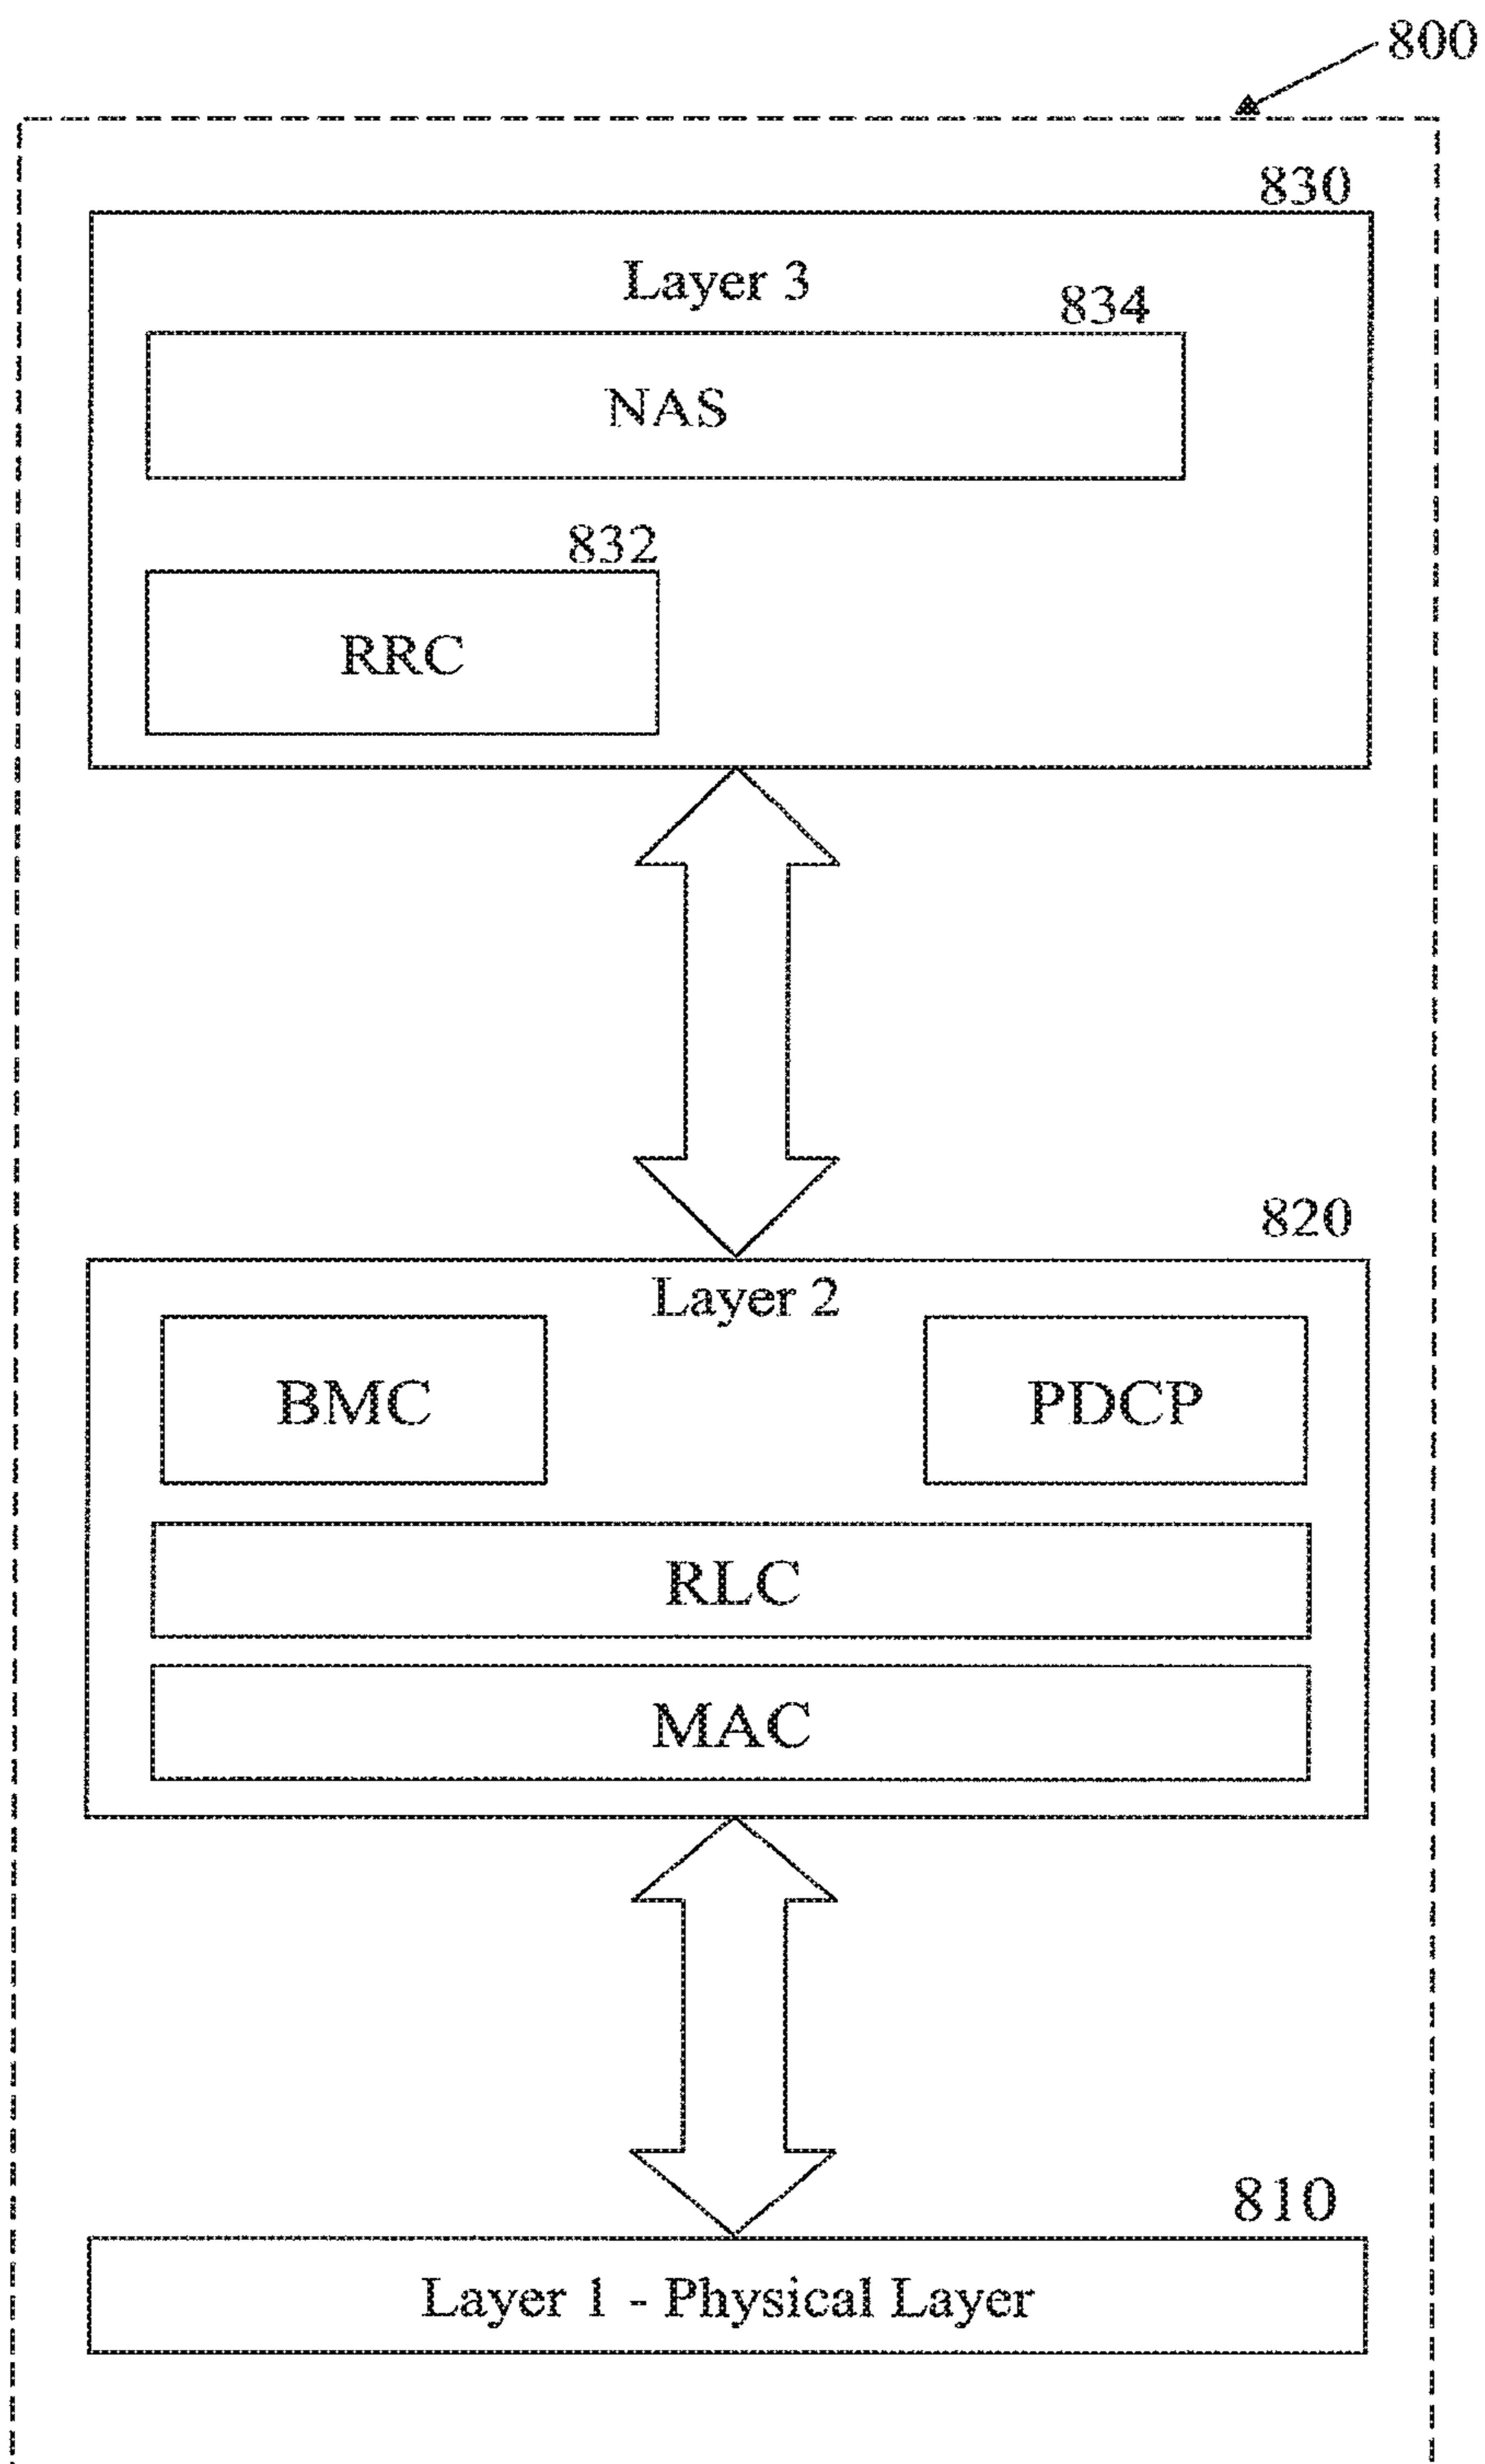 800
830
Layer 3
834
NAS
832
RRC
820
Layer 2
BMC
PDCP
RLC
MAC
810
Layer 1 - Physical Layer